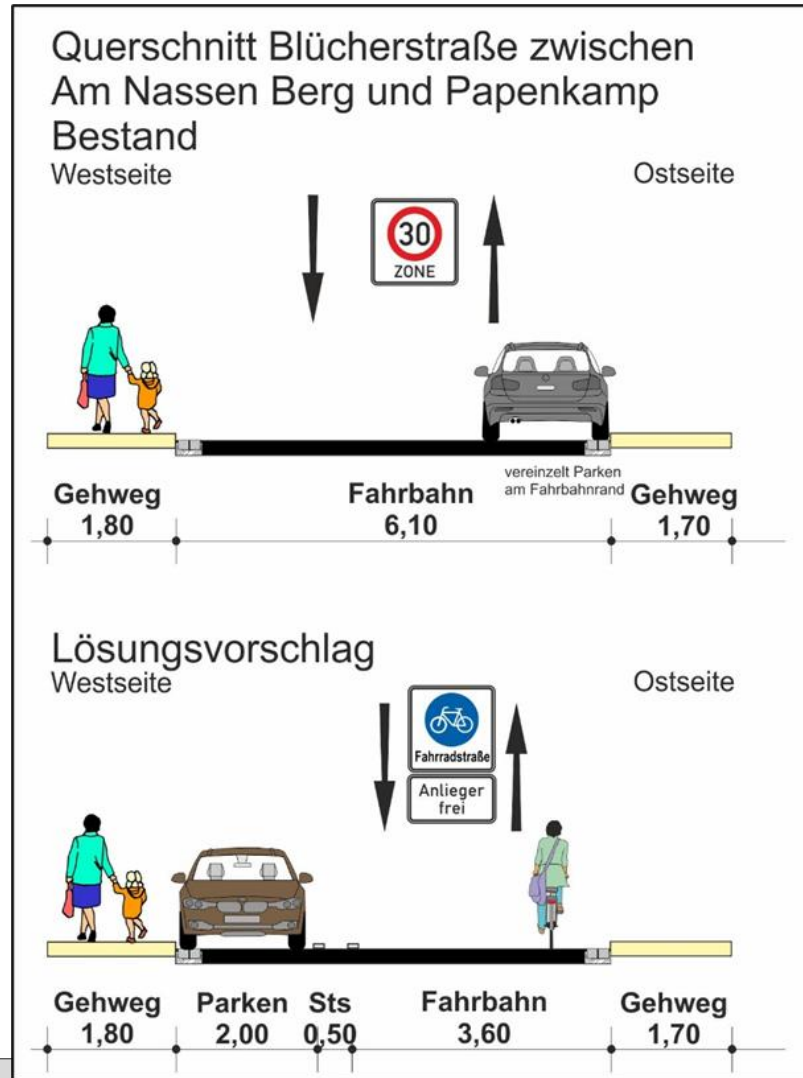 Querschnitt Blücherstraße zwischen
Am Nassen Berg und Papenkamp
Bestand
Westseite
Ostseite
30
ZONE
vereinzelt Parken
am Fahrbahnrand
Gehweg
Fahrbahn
Gehweg
1,80
6,10
1,70
Lösungsvorschlag
Westseite
Ostseite
Fahrradstraße
Anlieger
frei
Gehweg
Parken
Sts
Fahrbahn
Gehweg
1,80
2,00
0,50
3,60
1,70